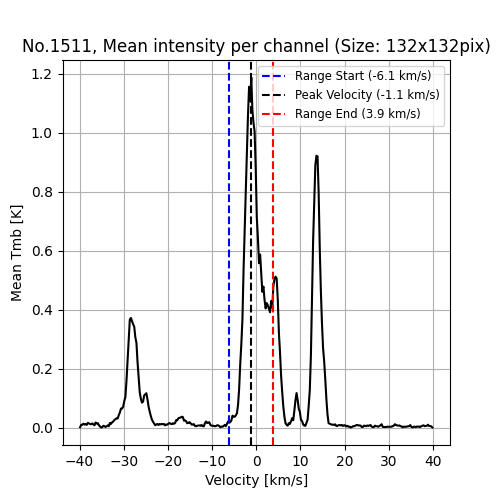 No.1511, Mean intensity per channel (Size: 132x132pix)
Range Start (-6.1 km/s)
Peak Velocity (-1.1 km/s)
Range End (3.9 km/s)
Mean Tmb [K]
1.2
1.0
0.8
0.6
0.4
0.2
0.0
−40 −30 −20 −10 0 10 20 30 40
Velocity [km/s]